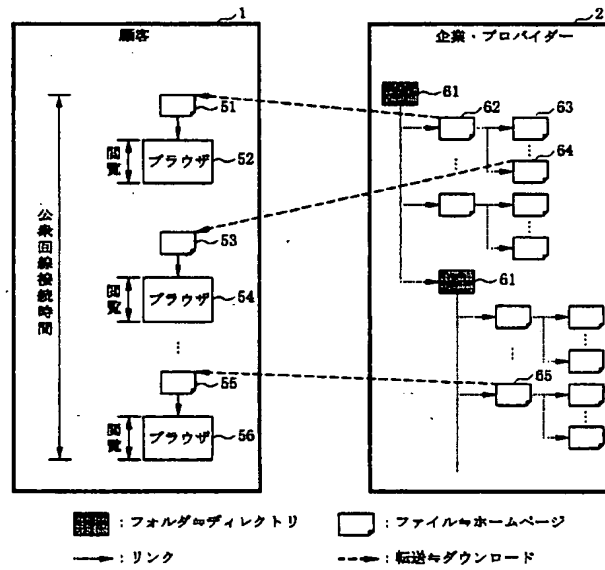 1
顧客
51
閲覧
ブラウザ
52
53
閲覧
ブラウザ
54
55
閲覧
ブラウザ
56
公衆回線接続時間
2
企業・プロバイダー
61
62
63
64
61
65
：フォルダ≒ディレクトリ
：ファイル≒ホームページ
：リンク
：転送≒ダウンロード